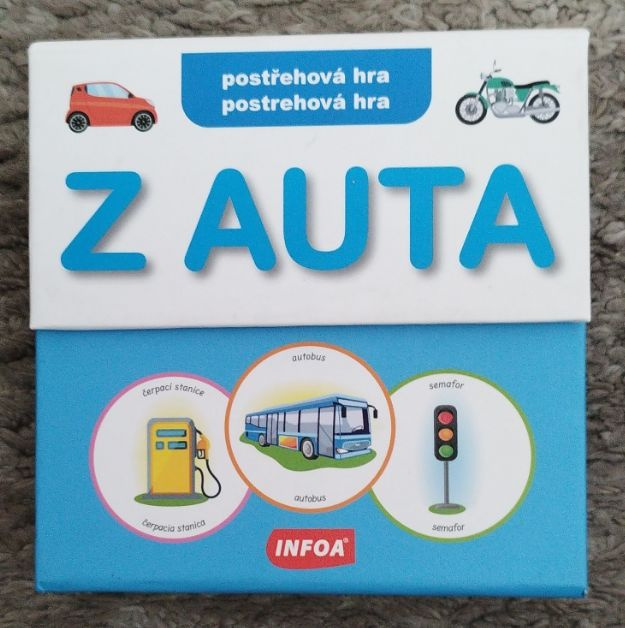 postřehová hra
postrehová hra
Z AUTA
čerpací stanice
čerpacia stanica
autobus
autobus
semafor
semafor
INFOA®